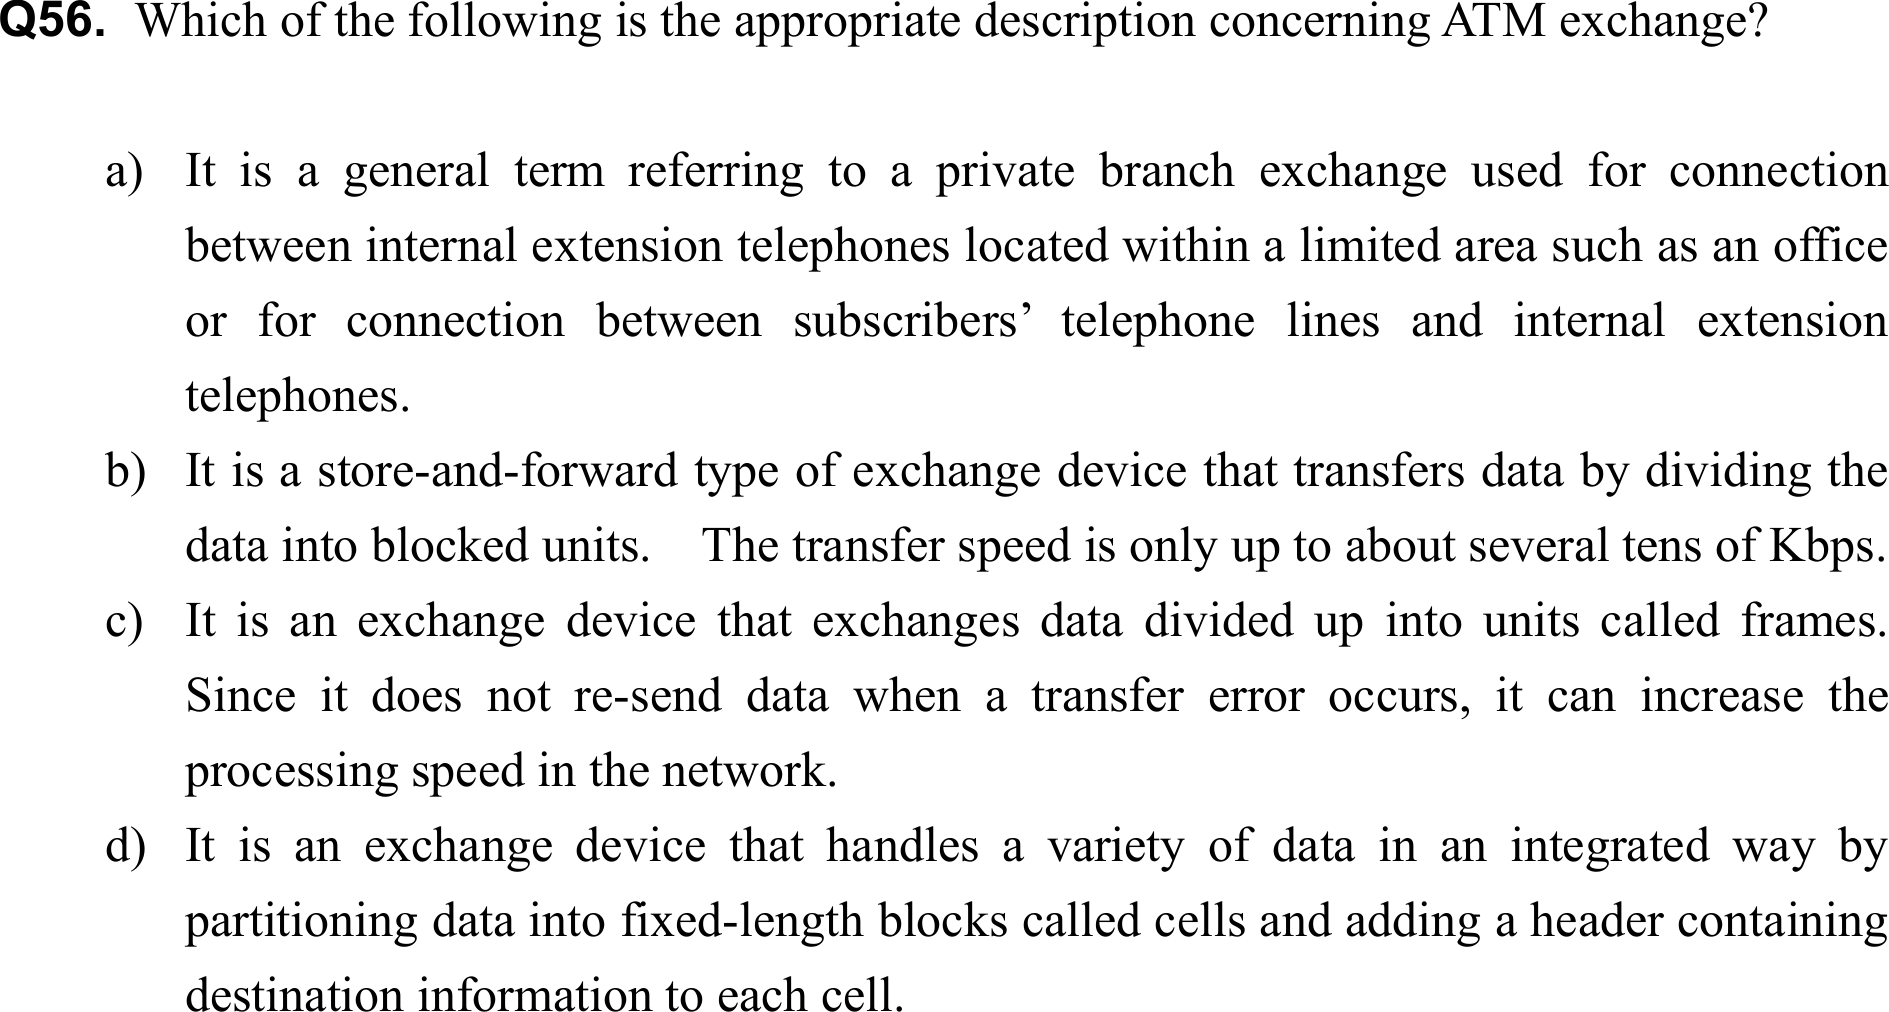 Q56. Which of the following is the appropriate description concerning ATM exchange?
a) It is a general term referring to a private branch exchange used for connection
between internal extension telephones located within a limited area such as an office
or for connection between subscribers’ telephone lines and internal extension
telephones.
b) It is a store-and-forward type of exchange device that transfers data by dividing the
data into blocked units. The transfer speed is only up to about several tens of Kbps.
c) It is an exchange device that exchanges data divided up into units called frames.
Since it does not re-send data when a transfer error occurs, it can increase the
processing speed in the network.
d) It is an exchange device that handles a variety of data in an integrated way by
partitioning data into fixed-length blocks called cells and adding a header containing
destination information to each cell.